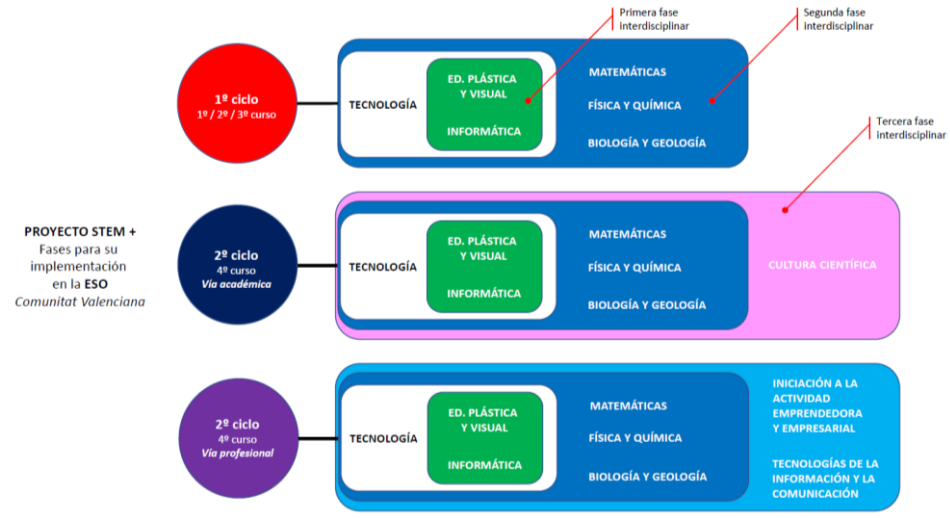 Primera fase
interdisciplinar
Segunda fase
interdisciplinar
Tercera fase
interdisciplinar
PROYECTO STEM +
Fases para su
implementación
en la ESO
Comunitat Valenciana
1º ciclo
1º / 2º / 3º curso
TECNOLOGÍA
ED. PLÁSTICA
Y VISUAL
INFORMÁTICA
MATEMÁTICAS
FÍSICA Y QUÍMICA
BIOLOGÍA Y GEOLOGÍA
2º ciclo
4º curso
Vía académica
TECNOLOGÍA
ED. PLÁSTICA
Y VISUAL
INFORMÁTICA
MATEMÁTICAS
FÍSICA Y QUÍMICA
BIOLOGÍA Y GEOLOGÍA
CULTURA CIENTÍFICA
2º ciclo
4º curso
Vía profesional
TECNOLOGÍA
ED. PLÁSTICA
Y VISUAL
INFORMÁTICA
MATEMÁTICAS
FÍSICA Y QUÍMICA
BIOLOGÍA Y GEOLOGÍA
INICIACIÓN A LA
ACTIVIDAD
EMPRENDEDORA
Y EMPRESARIAL
TECNOLOGÍAS DE LA
INFORMACIÓN Y LA
COMUNICACIÓN